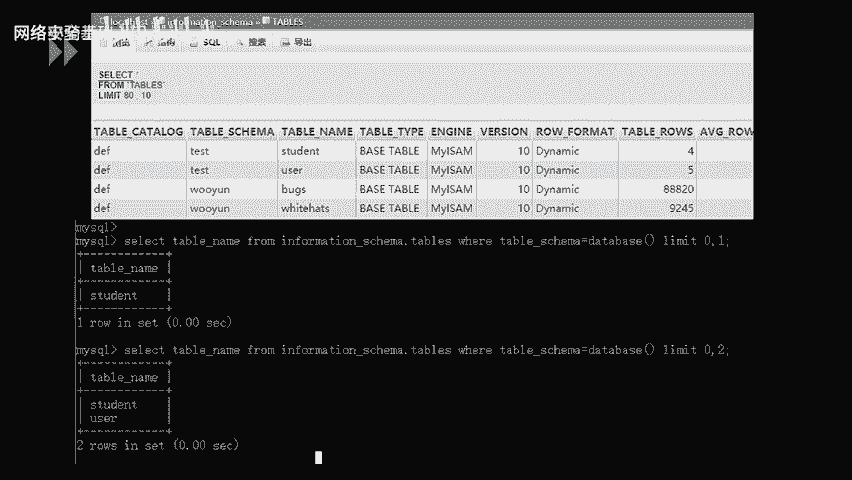 localhost » information_schema » TABLES
网络安
浏览 结构 SQL 搜索 导出
SELECT *
FROM `TABLES`
LIMIT 80 , 10
TABLE_CATALOG TABLE_SCHEMA TABLE_NAME TABLE_TYPE ENGINE VERSION ROW_FORMAT TABLE_ROWS AVG_ROW
def test student BASE TABLE MyISAM 10 Dynamic 4
def test user BASE TABLE MyISAM 10 Dynamic 5
def wooyun bugs BASE TABLE MyISAM 10 Dynamic 88820
def wooyun whitehats BASE TABLE MyISAM 10 Dynamic 9245
mysql>
mysql> select table_name from information_schema.tables where table_schema=database() limit 0,1;
+------------+
| table_name |
+------------+
| student |
+------------+
1 row in set (0.00 sec)
mysql> select table_name from information_schema.tables where table_schema=database() limit 0,2;
+------------+
| table_name |
+------------+
| student |
| user |
+------------+
2 rows in set (0.00 sec)